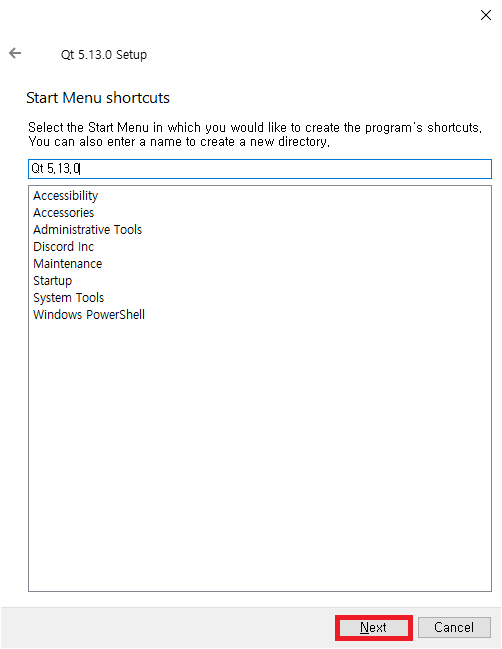 Qt 5.13.0 Setup
Start Menu shortcuts
Select the Start Menu in which you would like to create the program's shortcuts.
You can also enter a name to create a new directory.
Qt 5.13.0
Accessibility
Accessories
Administrative Tools
Discord Inc
Maintenance
Startup
System Tools
Windows PowerShell
Next
Cancel